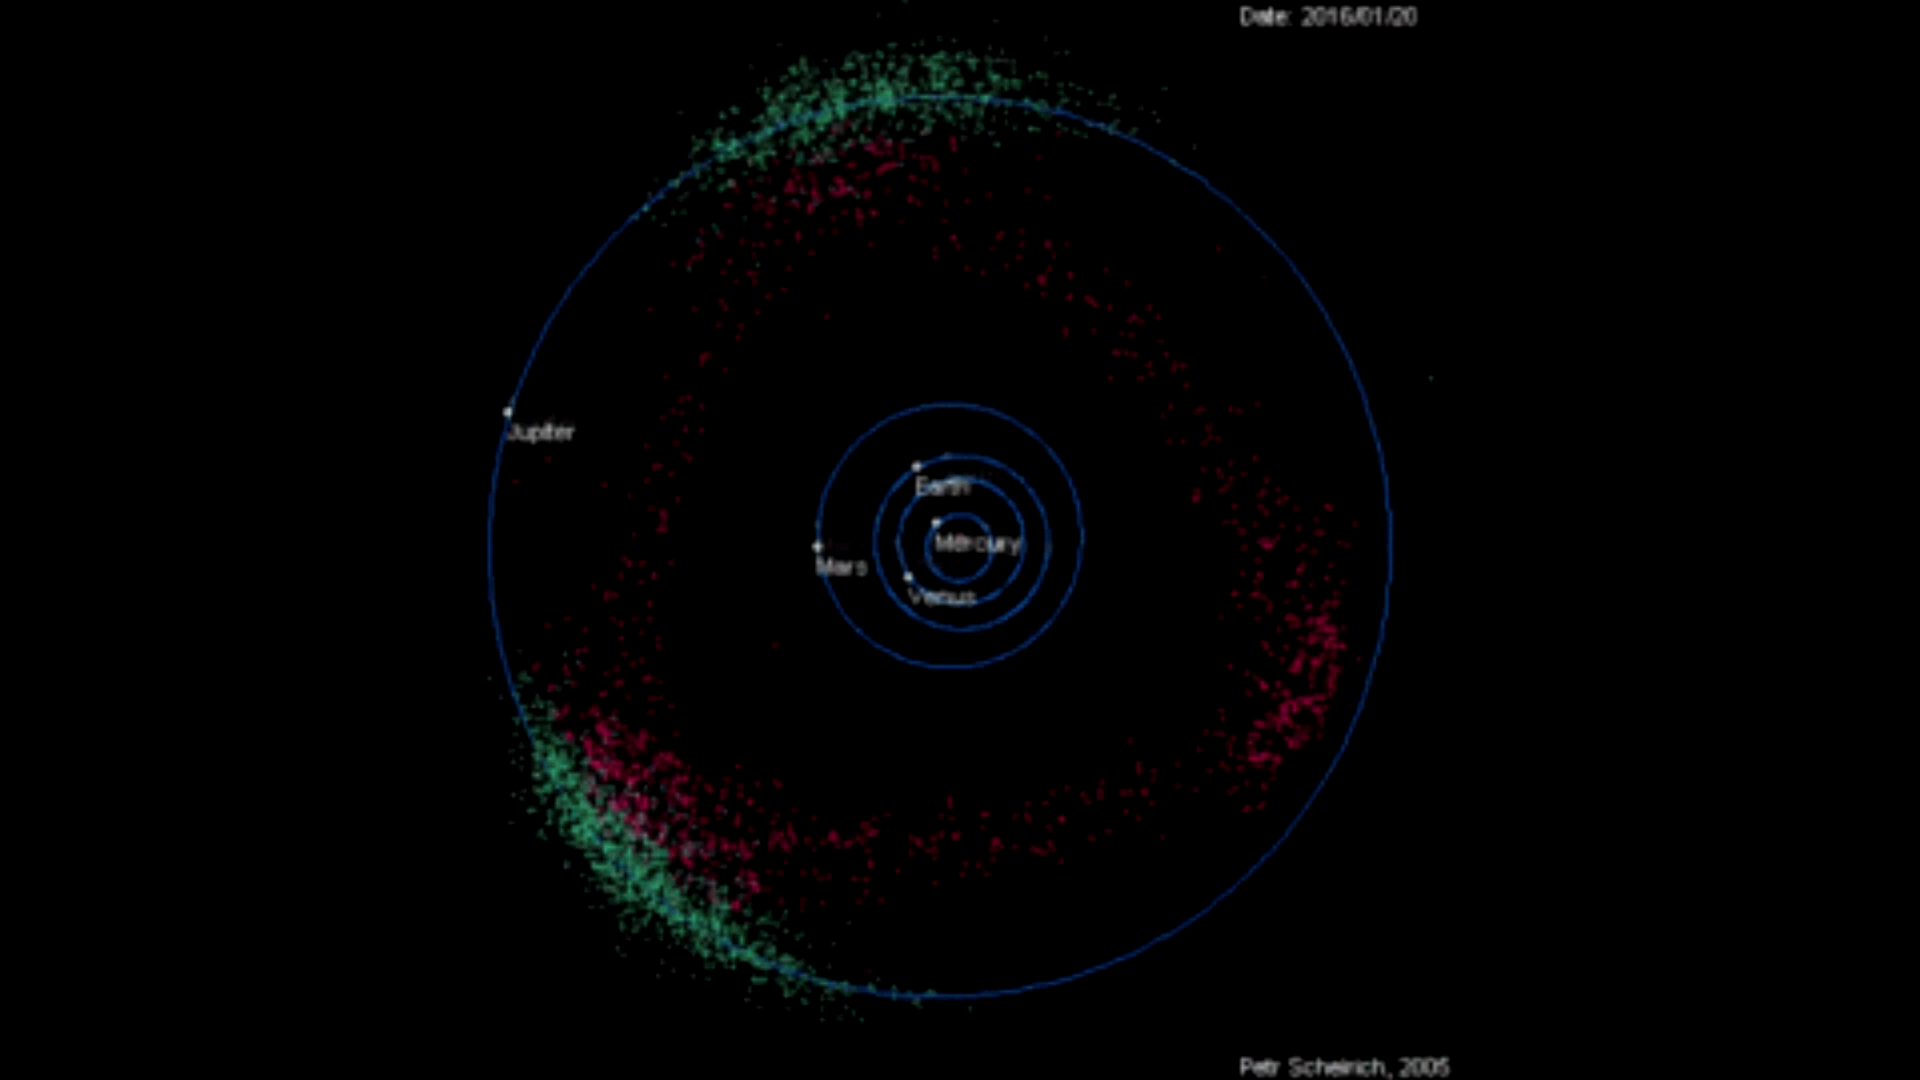 Date: 2016/01/20
Jupiter
Earth
Mercury
Mars
Venus
Petr Scheirich, 2005